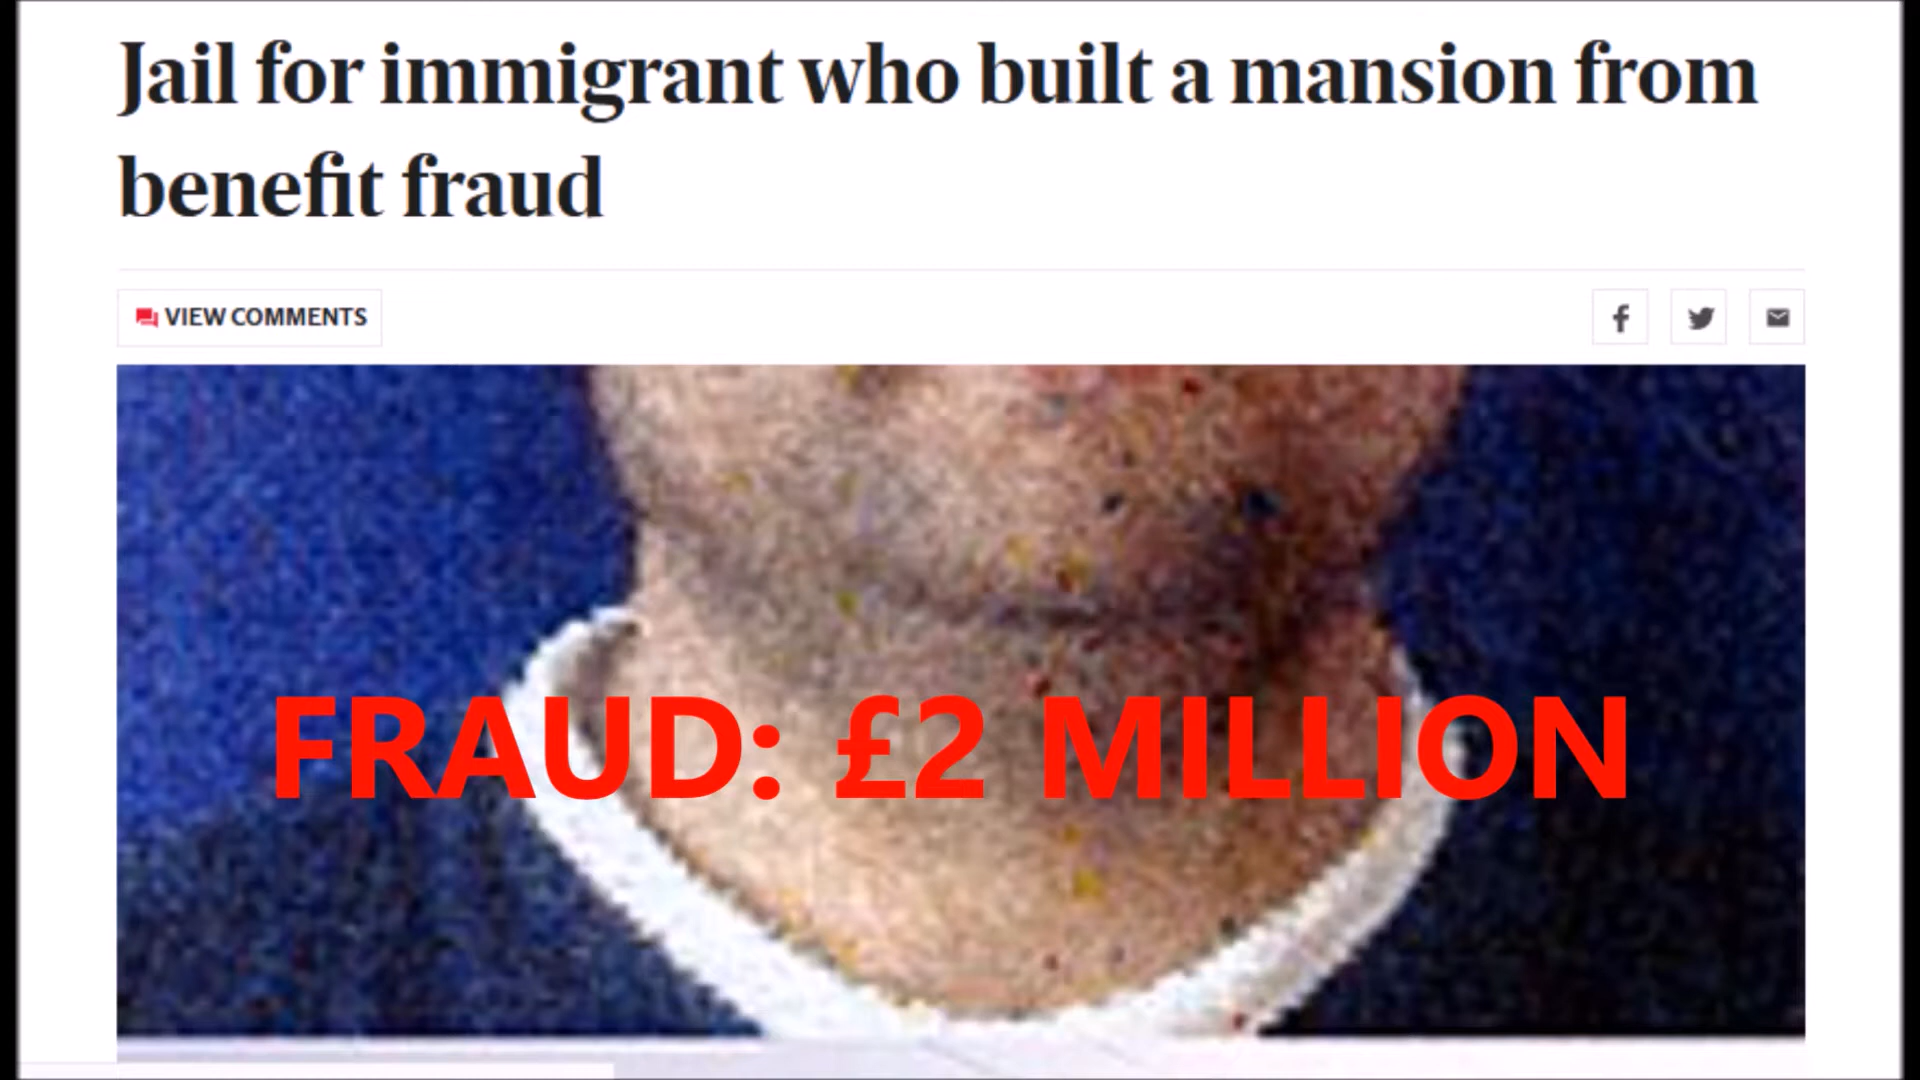 Jail for immigrant who built a mansion from
benefit fraud
VIEW COMMENTS
FRAUD: £2 MILLION